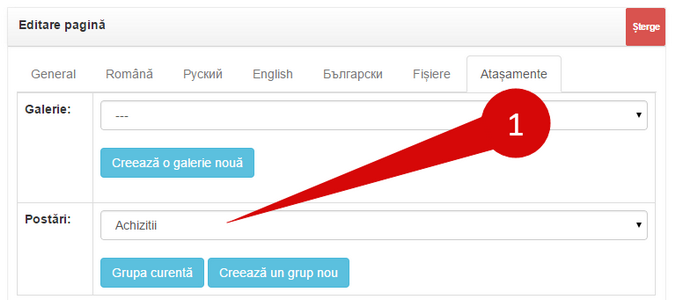 Editare pagină
Șterge
General Română Руский English Български Fișiere Atașamente
Galerie:
---
1
Creează o galerie nouă
Postări:
Achizitii
Grupa curentă Creează un grup nou